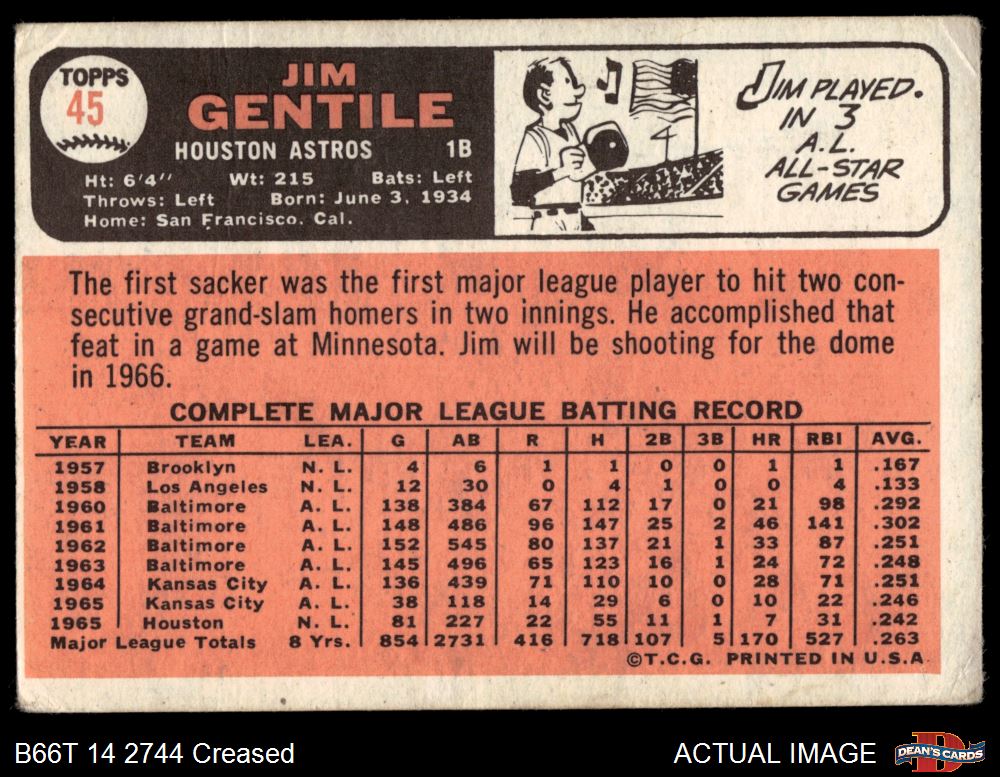 TOPPS
45
JIM
GENTILE
HOUSTON ASTROS 1B
Ht: 6'4" Wt: 215 Bats: Left
Throws: Left Born: June 3, 1934
Home: San Francisco, Cal.
JIM PLAYED
IN 3
A.L.
ALL-STAR
GAMES
4
The first sacker was the first major league player to hit two con-
secutive grand-slam homers in two innings. He accomplished that
feat in a game at Minnesota. Jim will be shooting for the dome
in 1966.
COMPLETE MAJOR LEAGUE BATTING RECORD
YEAR TEAM LEA. G AB R H 2B 3B HR RBI AVG.
1957 Brooklyn N. L. 4 6 1 1 0 0 1 1 .167
1958 Los Angeles N. L. 12 30 0 4 1 0 0 4 .133
1960 Baltimore A. L. 138 384 67 112 17 0 21 98 .292
1961 Baltimore A. L. 148 486 96 147 25 2 46 141 .302
1962 Baltimore A. L. 152 545 80 137 21 1 33 87 .251
1963 Baltimore A. L. 145 496 65 123 16 1 24 72 .248
1964 Kansas City A. L. 136 439 71 110 10 0 28 71 .251
1965 Kansas City A. L. 38 118 14 29 6 0 10 22 .246
1965 Houston N. L. 81 227 22 55 11 1 7 31 .242
Major League Totals 8 Yrs. 854 2731 416 718 107 5 170 527 .263
©T.C.G. PRINTED IN U.S.A.
B66T 14 2744 Creased
ACTUAL IMAGE
DEAN'S CARDS